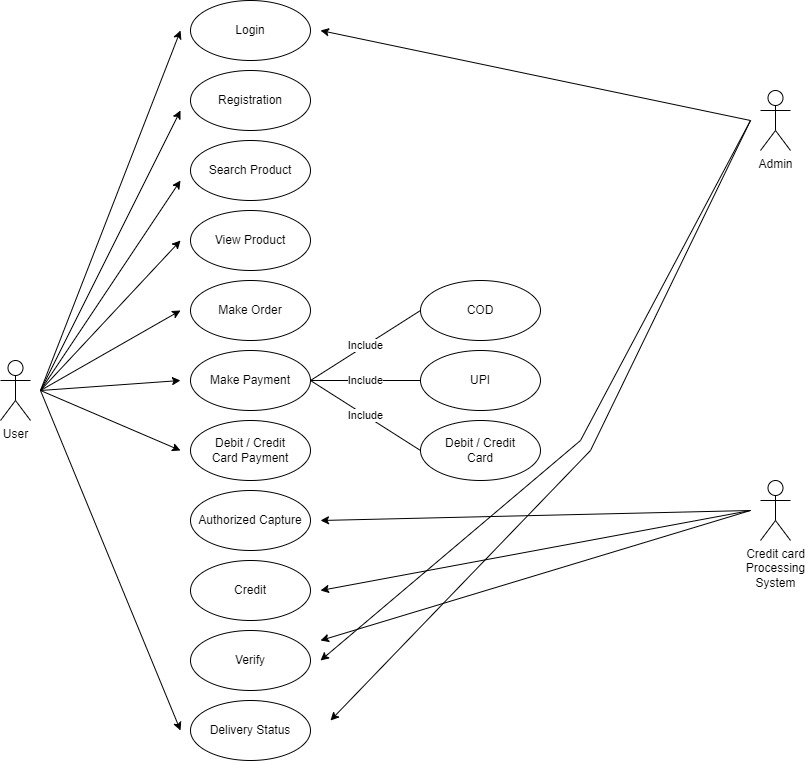 Login
Registration
Search Product
View Product
Make Order
Make Payment
Debit / Credit
Card Payment
Authorized Capture
Credit
Verify
Delivery Status
User
Include
Include
Include
COD
UPI
Debit / Credit
Card
Admin
Credit card
Processing
System